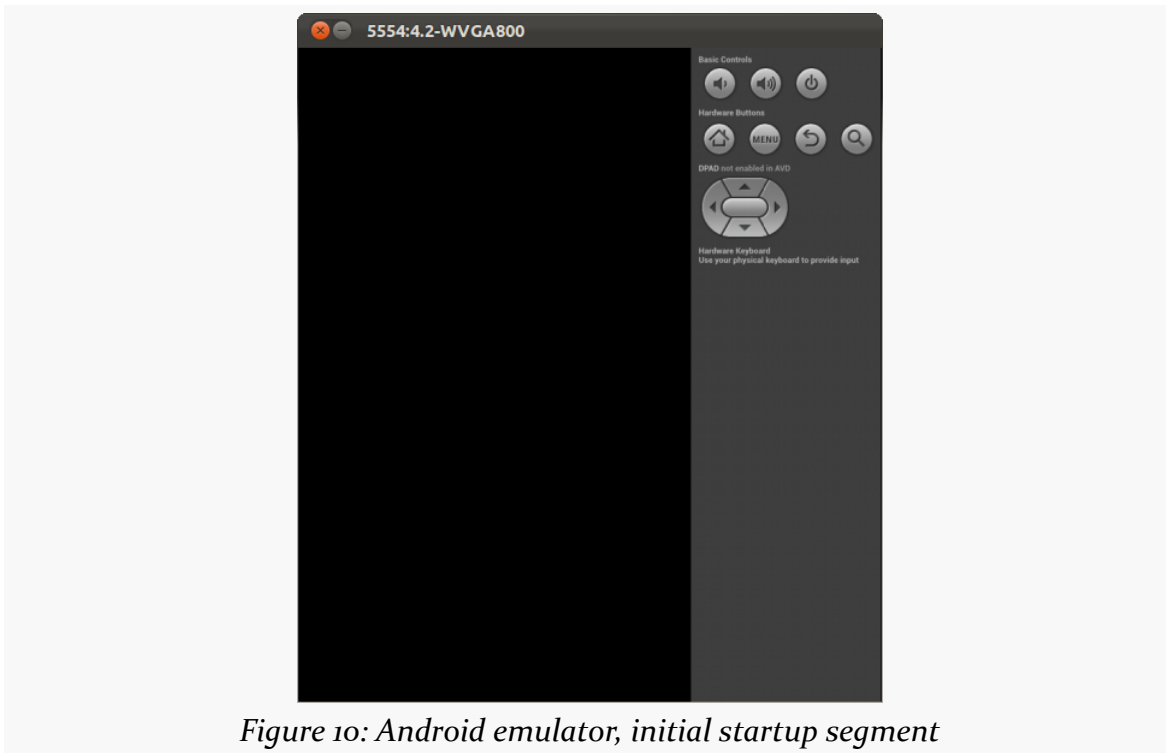 5554:4.2-WVGA800
Basic Controls
Hardware Buttons
MENU
DPAD not enabled in AVD
Hardware Keyboard
Use your physical keyboard to provide input
Figure 10: Android emulator, initial startup segment